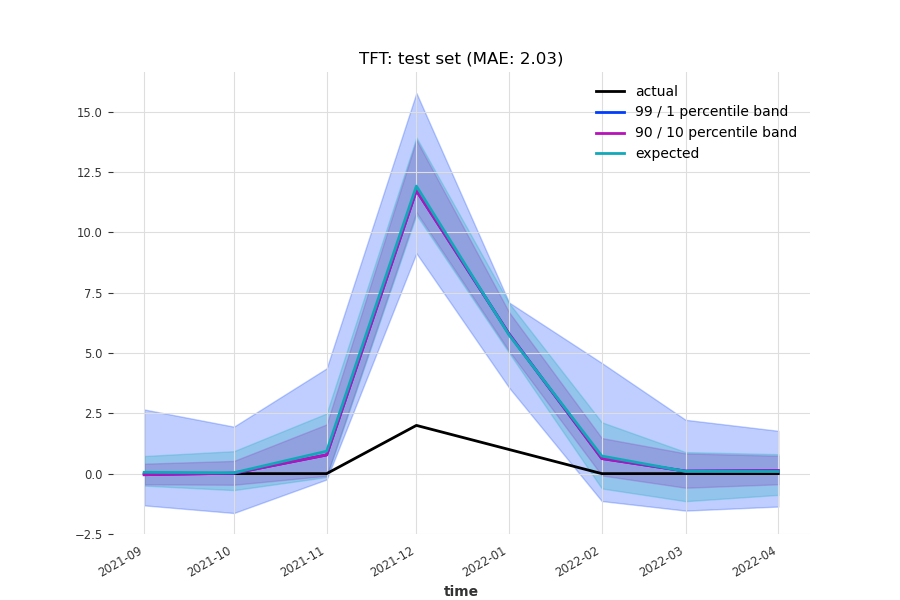 TFT: test set (MAE: 2.03)
actual
99 / 1 percentile band
90 / 10 percentile band
expected
15.0
12.5
10.0
7.5
5.0
2.5
0.0
−2.5
2021-09
2021-10
2021-11
2021-12
2022-01
2022-02
2022-03
2022-04
time